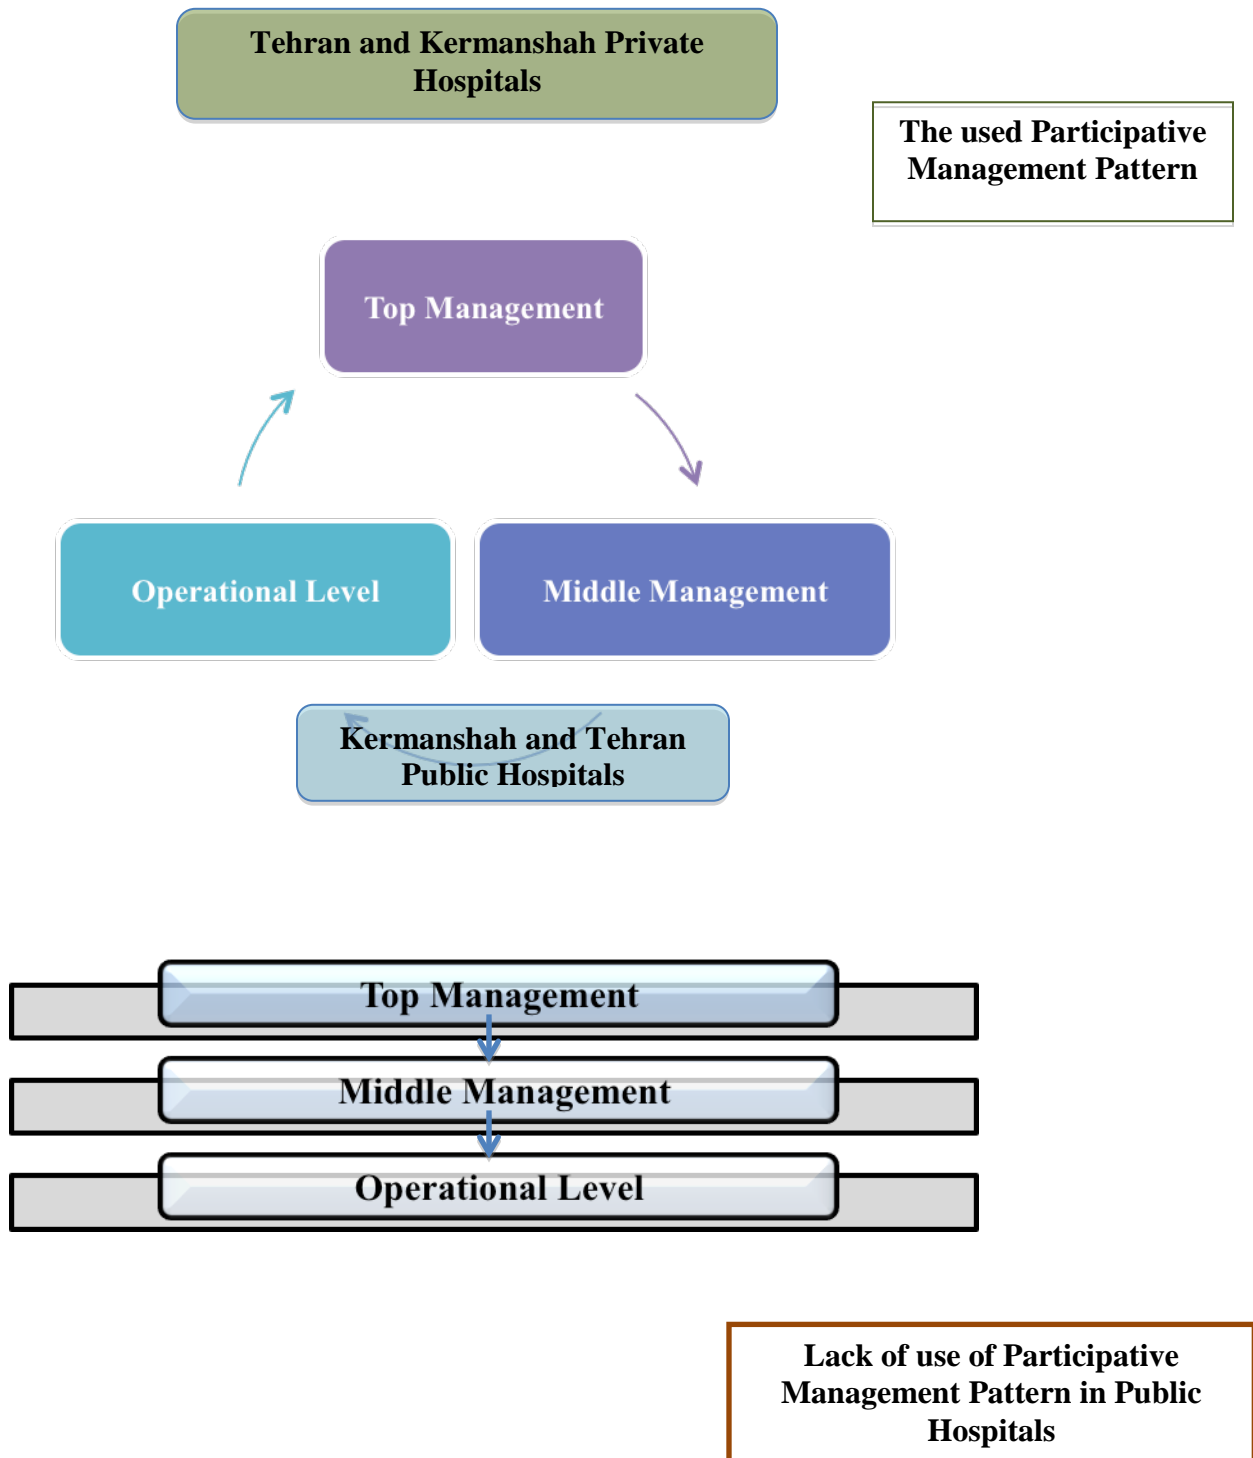 Tehran and Kermanshah Private
Hospitals
The used Participative
Management Pattern
Top Management
Operational Level
Middle Management
Kermanshah and Tehran
Public Hospitals
Top Management
Middle Management
Operational Level
Lack of use of Participative
Management Pattern in Public
Hospitals